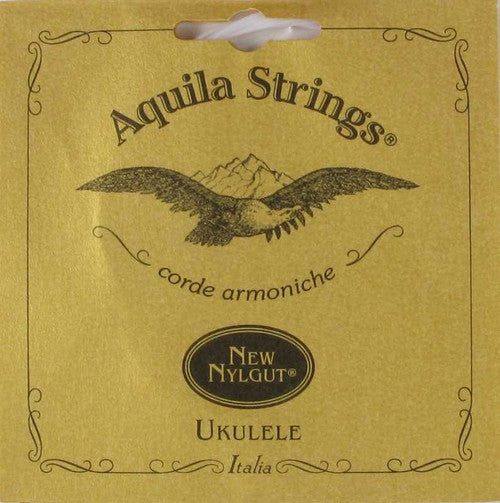 Aquila Strings®
corde armoniche
NEW
NYLGUT®
UKULELE
Italia